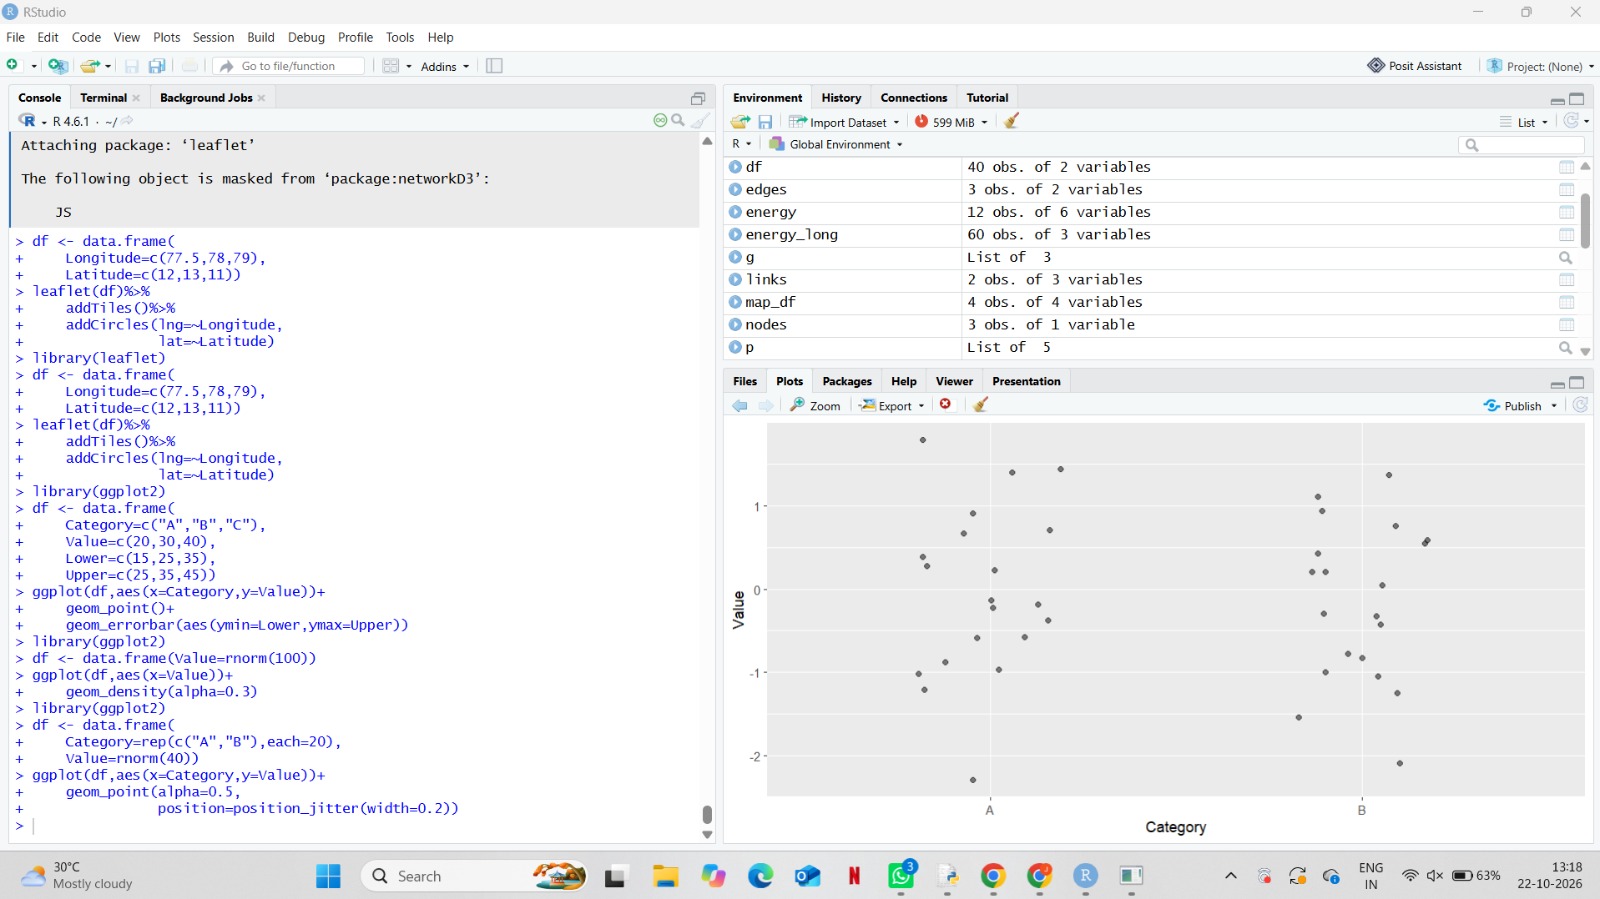 RStudio
File Edit Code View Plots Session Build Debug Profile Tools Help
Go to file/function Addins Posit Assistant Project: (None)
Console Terminal Background Jobs
R 4.6.1 · ~/
Attaching package: ‘leaflet’
The following object is masked from ‘package:networkD3’:
JS
> df <- data.frame(
+     Longitude=c(77.5,78,79),
+     Latitude=c(12,13,11))
> leaflet(df)%>%
+     addTiles()%>%
+     addCircles(lng=~Longitude,
+                lat=~Latitude)
> library(leaflet)
> df <- data.frame(
+     Longitude=c(77.5,78,79),
+     Latitude=c(12,13,11))
> leaflet(df)%>%
+     addTiles()%>%
+     addCircles(lng=~Longitude,
+                lat=~Latitude)
> library(ggplot2)
> df <- data.frame(
+     Category=c("A","B","C"),
+     Value=c(20,30,40),
+     Lower=c(15,25,35),
+     Upper=c(25,35,45))
> ggplot(df,aes(x=Category,y=Value))+
+     geom_point()+
+     geom_errorbar(aes(ymin=Lower,ymax=Upper))
> library(ggplot2)
> df <- data.frame(Value=rnorm(100))
> ggplot(df,aes(x=Value))+
+     geom_density(alpha=0.3)
> library(ggplot2)
> df <- data.frame(
+     Category=rep(c("A","B"),each=20),
+     Value=rnorm(40))
> ggplot(df,aes(x=Category,y=Value))+
+     geom_point(alpha=0.5,
+                position=position_jitter(width=0.2))
>
Environment History Connections Tutorial
Import Dataset 599 MiB List
R Global Environment
df 40 obs. of 2 variables
edges 3 obs. of 2 variables
energy 12 obs. of 6 variables
energy_long 60 obs. of 3 variables
g List of 3
links 2 obs. of 3 variables
map_df 4 obs. of 4 variables
nodes 3 obs. of 1 variable
p List of 5
Files Plots Packages Help Viewer Presentation
Zoom Export Publish
1
0
-1
-2
Value
A B
Category
30°C
Mostly cloudy
Search
3
ENG
IN
63%
13:18
22-10-2026